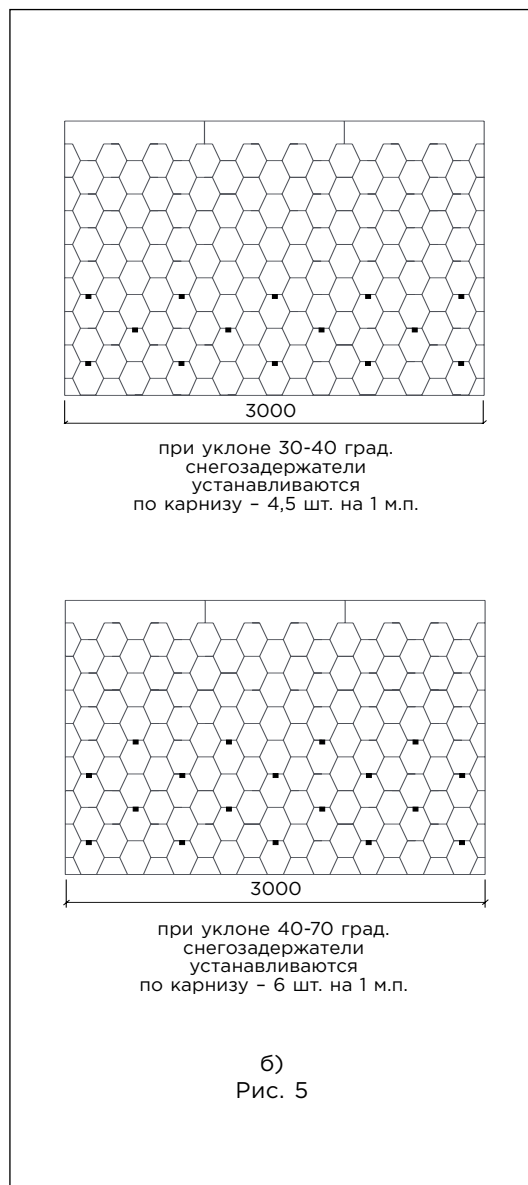 3000
при уклоне 30-40 град.
снегозадержатели
устанавливаются
по карнизу – 4,5 шт. на 1 м.п.
3000
при уклоне 40-70 град.
снегозадержатели
устанавливаются
по карнизу – 6 шт. на 1 м.п.
б)
Рис. 5